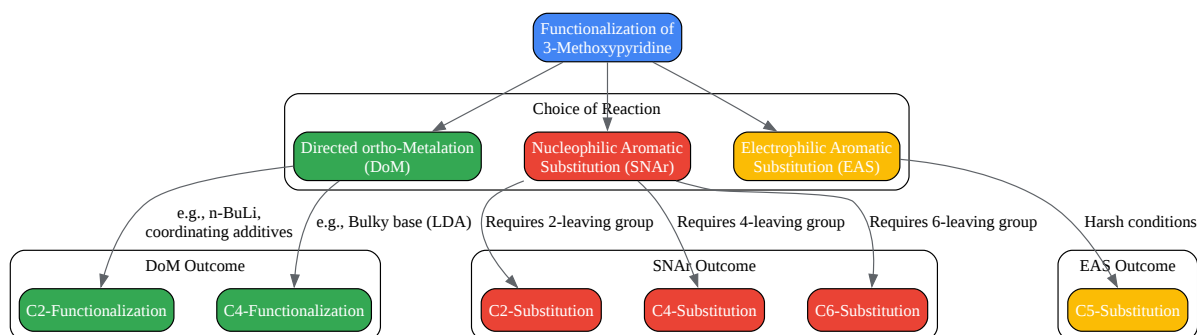 Functionalization of
3-Methoxypyridine
Choice of Reaction
Directed ortho-Metalation
(DoM)
Nucleophilic Aromatic
Substitution (SNAr)
Electrophilic Aromatic
Substitution (EAS)
e.g., n-BuLi,
coordinating additives
e.g., Bulky base (LDA)
Requires 2-leaving group
Requires 4-leaving group
Requires 6-leaving group
Harsh conditions
DoM Outcome
SNAr Outcome
EAS Outcome
C2-Functionalization
C4-Functionalization
C2-Substitution
C4-Substitution
C6-Substitution
C5-Substitution